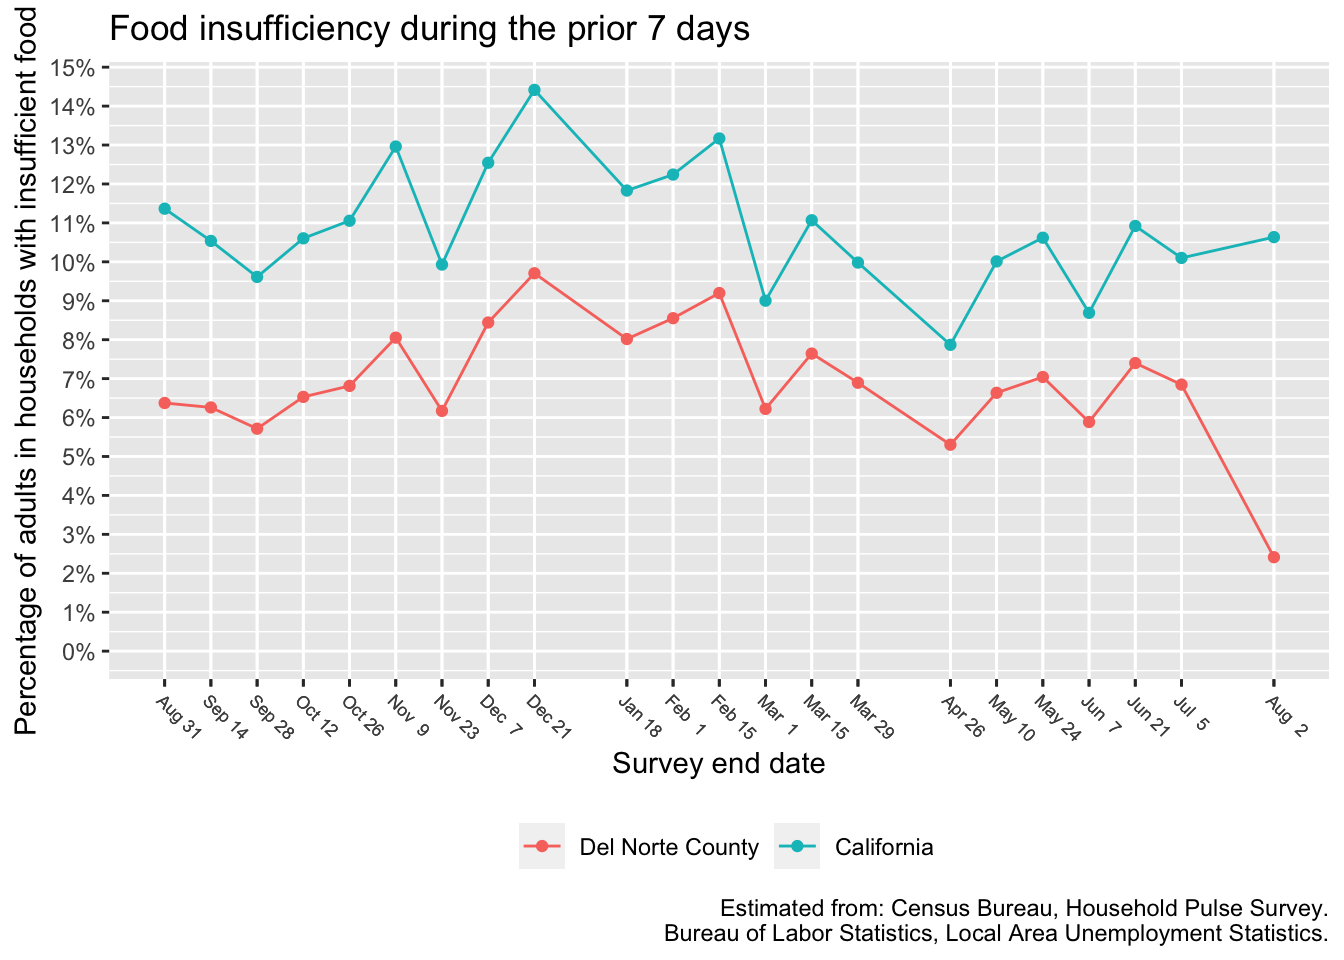 Food insufficiency during the prior 7 days
Percentage of adults in households with insufficient food
15%
14%
13%
12%
11%
10%
9%
8%
7%
6%
5%
4%
3%
2%
1%
0%
Aug 31
Sep 14
Sep 28
Oct 12
Oct 26
Nov 9
Nov 23
Dec 7
Dec 21
Jan 18
Feb 1
Feb 15
Mar 1
Mar 15
Mar 29
Apr 26
May 10
May 24
Jun 7
Jun 21
Jul 5
Aug 2
Survey end date
Del Norte County
California
Estimated from: Census Bureau, Household Pulse Survey.
Bureau of Labor Statistics, Local Area Unemployment Statistics.